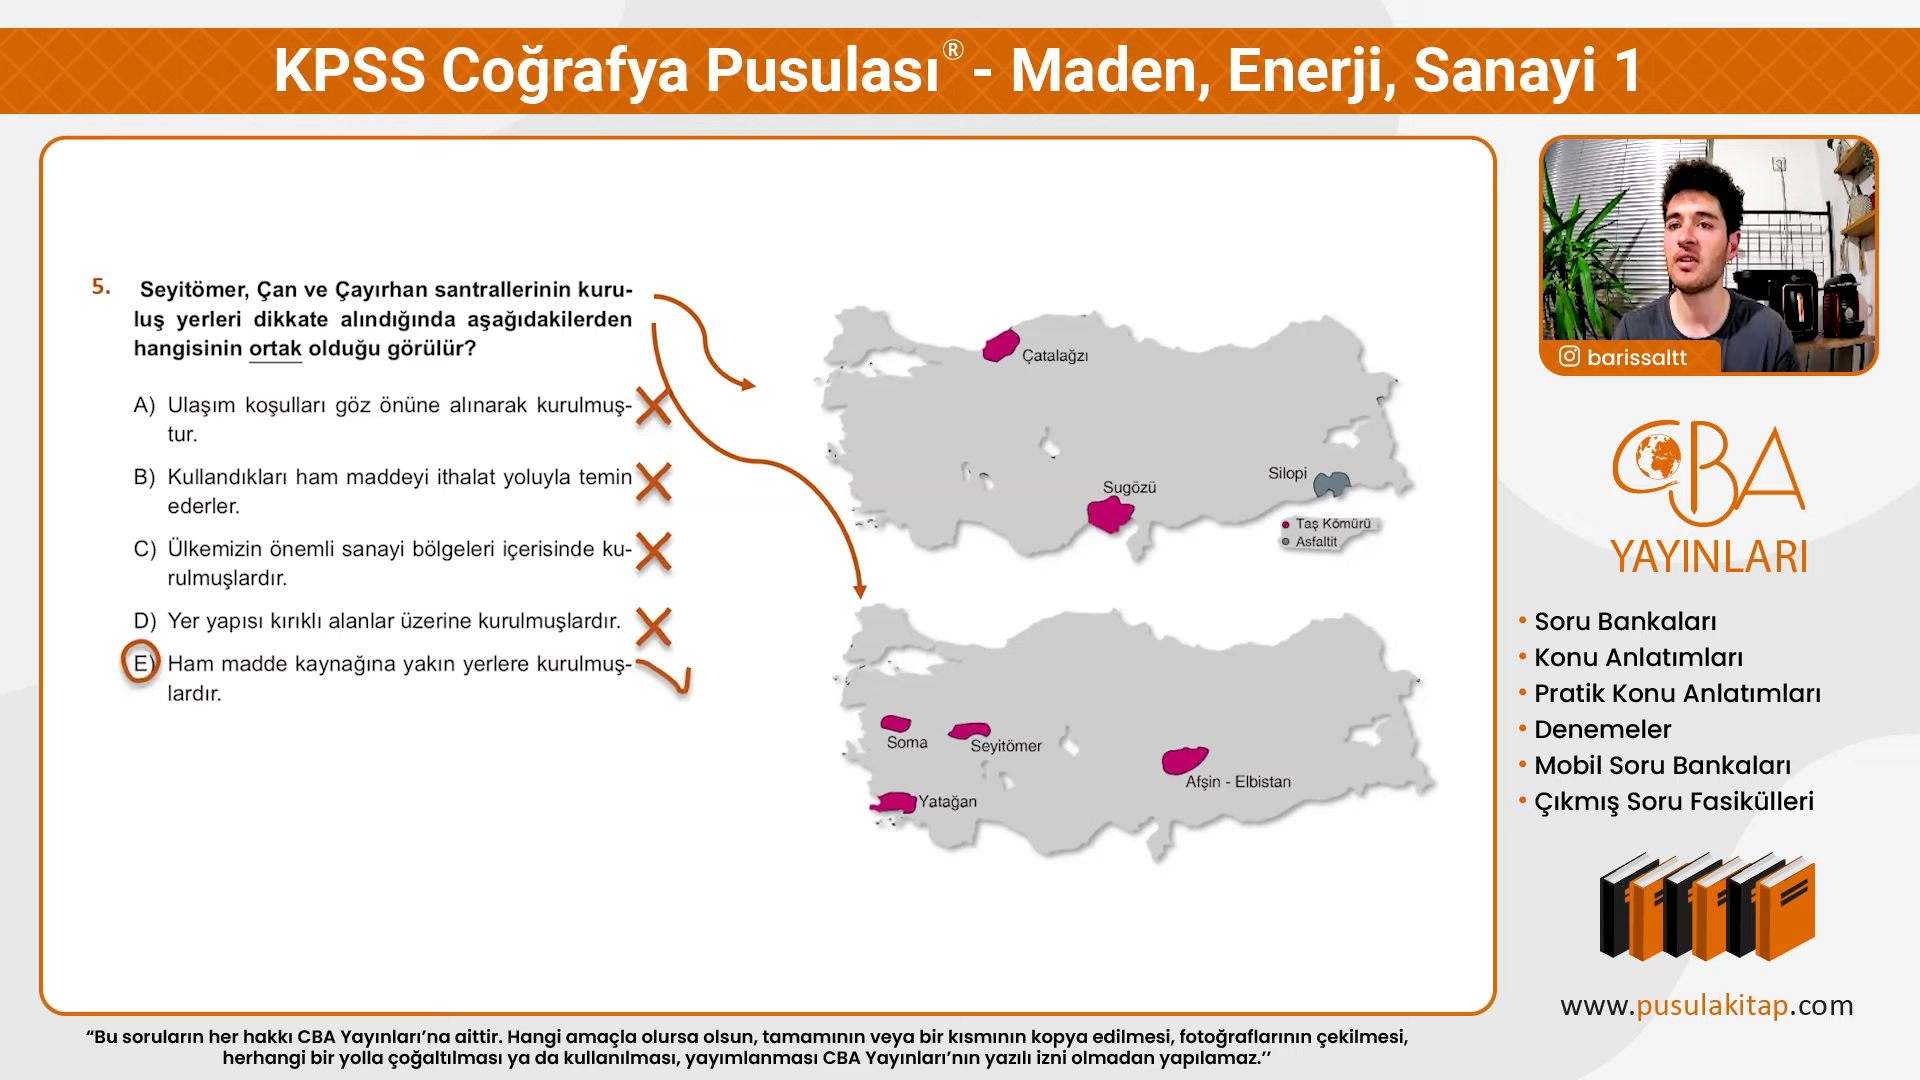 KPSS Coğrafya Pusulası® - Maden, Enerji, Sanayi 1
5. Seyitömer, Çan ve Çayırhan santrallerinin kuru-
luş yerleri dikkate alındığında aşağıdakilerden
hangisinin ortak olduğu görülür?
A) Ulaşım koşulları göz önüne alınarak kurulmuş-
tur.
B) Kullandıkları ham maddeyi ithalat yoluyla temin
ederler.
C) Ülkemizin önemli sanayi bölgeleri içerisinde ku-
rulmuşlardır.
D) Yer yapısı kırıklı alanlar üzerine kurulmuşlardır.
E) Ham madde kaynağına yakın yerlere kurulmuş-
lardır.
Çatalağzı
Silopi
Sugözü
Taş Kömürü
Asfaltit
Soma
Seyitömer
Afşin - Elbistan
Yatağan
barissaltt
CBA
YAYINLARI
• Soru Bankaları
• Konu Anlatımları
• Pratik Konu Anlatımları
• Denemeler
• Mobil Soru Bankaları
• Çıkmış Soru Fasikülleri
www.pusulakitap.com
“Bu soruların her hakkı CBA Yayınları’na aittir. Hangi amaçla olursa olsun, tamamının veya bir kısmının kopya edilmesi, fotoğraflarının çekilmesi,
herhangi bir yolla çoğaltılması ya da kullanılması, yayımlanması CBA Yayınları’nın yazılı izni olmadan yapılamaz.’’